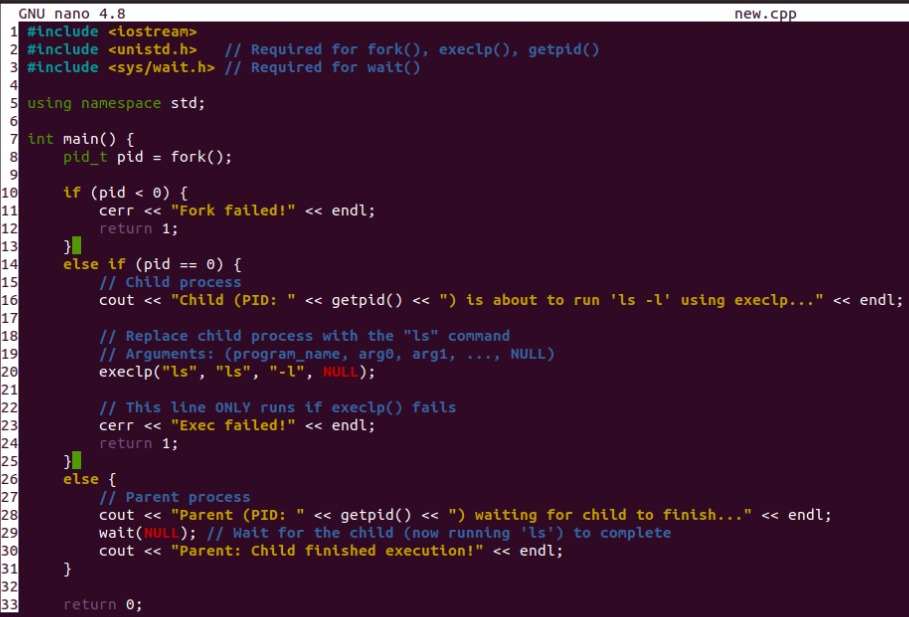 GNU nano 4.8 new.cpp
1 #include <iostream>
2 #include <unistd.h>   // Required for fork(), execlp(), getpid()
3 #include <sys/wait.h> // Required for wait()
4
5 using namespace std;
6
7 int main() {
8     pid_t pid = fork();
9
10     if (pid < 0) {
11         cerr << "Fork failed!" << endl;
12         return 1;
13     }
14     else if (pid == 0) {
15         // Child process
16         cout << "Child (PID: " << getpid() << ") is about to run 'ls -l' using execlp..." << endl;
17
18         // Replace child process with the "ls" command
19         // Arguments: (program_name, arg0, arg1, ..., NULL)
20         execlp("ls", "ls", "-l", NULL);
21
22         // This line ONLY runs if execlp() fails
23         cerr << "Exec failed!" << endl;
24         return 1;
25     }
26     else {
27         // Parent process
28         cout << "Parent (PID: " << getpid() << ") waiting for child to finish..." << endl;
29         wait(NULL); // Wait for the child (now running 'ls') to complete
30         cout << "Parent: Child finished execution!" << endl;
31     }
32
33     return 0;